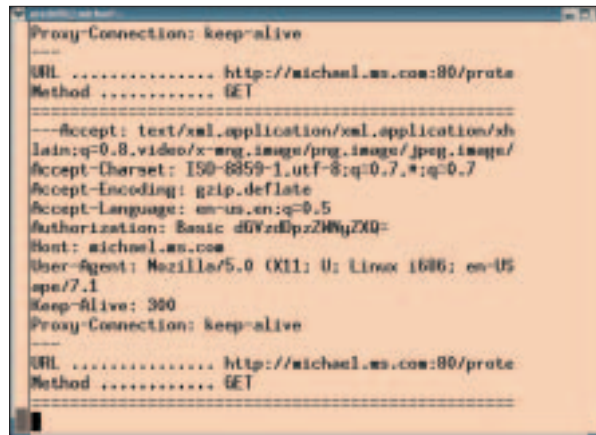 Proxy-Connection: keep-alive
---
URL ............... http://michael.ms.com:80/prote
Method ............ GET
================================================
---Accept: text/xml,application/xml,application/xh
lain;q=0.8,video/x-mng,image/png,image/jpeg,image/
Accept-Charset: ISO-8859-1,utf-8;q=0.7,*;q=0.7
Accept-Encoding: gzip,deflate
Accept-Language: en-us,en;q=0.5
Authorization: Basic dGVzdDpzZWNyZXQ=
Host: michael.ms.com
User-Agent: Mozilla/5.0 (X11; U; Linux i686; en-US
ape/7.1
Keep-Alive: 300
Proxy-Connection: keep-alive
---
URL ............... http://michael.ms.com:80/prote
Method ............ GET
================================================